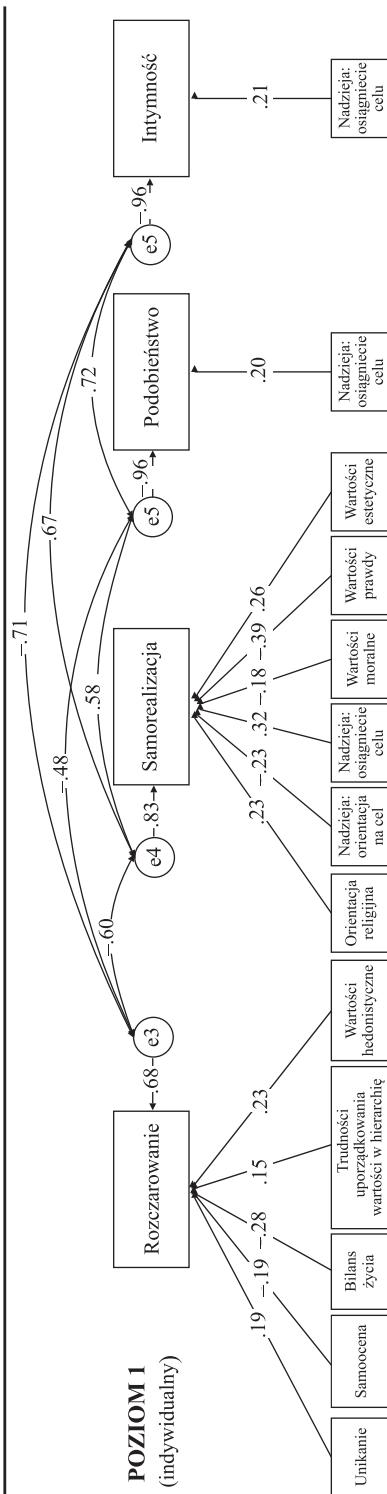 POZIOM 1
(indywidualny)
–.71
.67
–.48
.72
.58
–.60
e3
e4
e5
e5
–.68
–.83
–.96
–.96
Rozczarowanie
Samorealizacja
Podobieństwo
Intymność
.19
–.19
–.28
.15
.23
.23
–.23
.32
–.18
–.39
.26
.20
.21
Unikanie
Samoocena
Bilans
życia
Trudności
uporządkowania
wartości w hierarchię
Wartości
hedonistyczne
Orientacja
religijna
Nadzieja:
orientacja
na cel
Nadzieja:
osiągniecie
celu
Wartości
moralne
Wartości
prawdy
Wartości
estetyczne
Nadzieja:
osiągniecie
celu
Nadzieja:
osiągniecie
celu